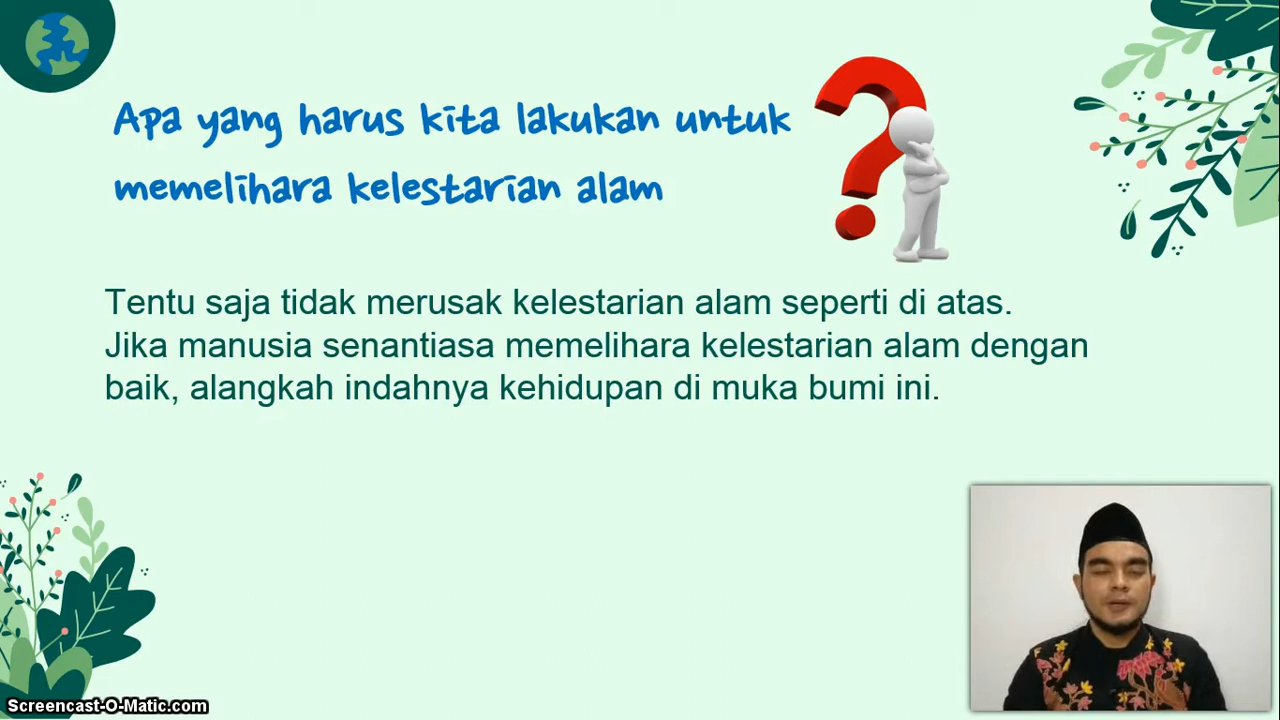 Apa yang harus kita lakukan untuk
memelihara kelestarian alam
Tentu saja tidak merusak kelestarian alam seperti di atas.
Jika manusia senantiasa memelihara kelestarian alam dengan
baik, alangkah indahnya kehidupan di muka bumi ini.
Screencast-O-Matic.com